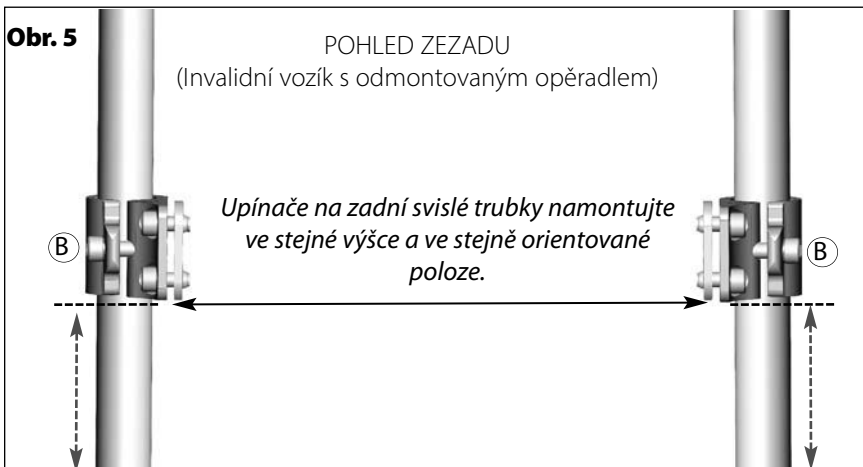 Obr. 5
POHLED ZEZADU
(Invalidní vozík s odmontovaným opěradlem)
Upínače na zadní svislé trubky namontujte
ve stejné výšce a ve stejně orientované
poloze.
B
B